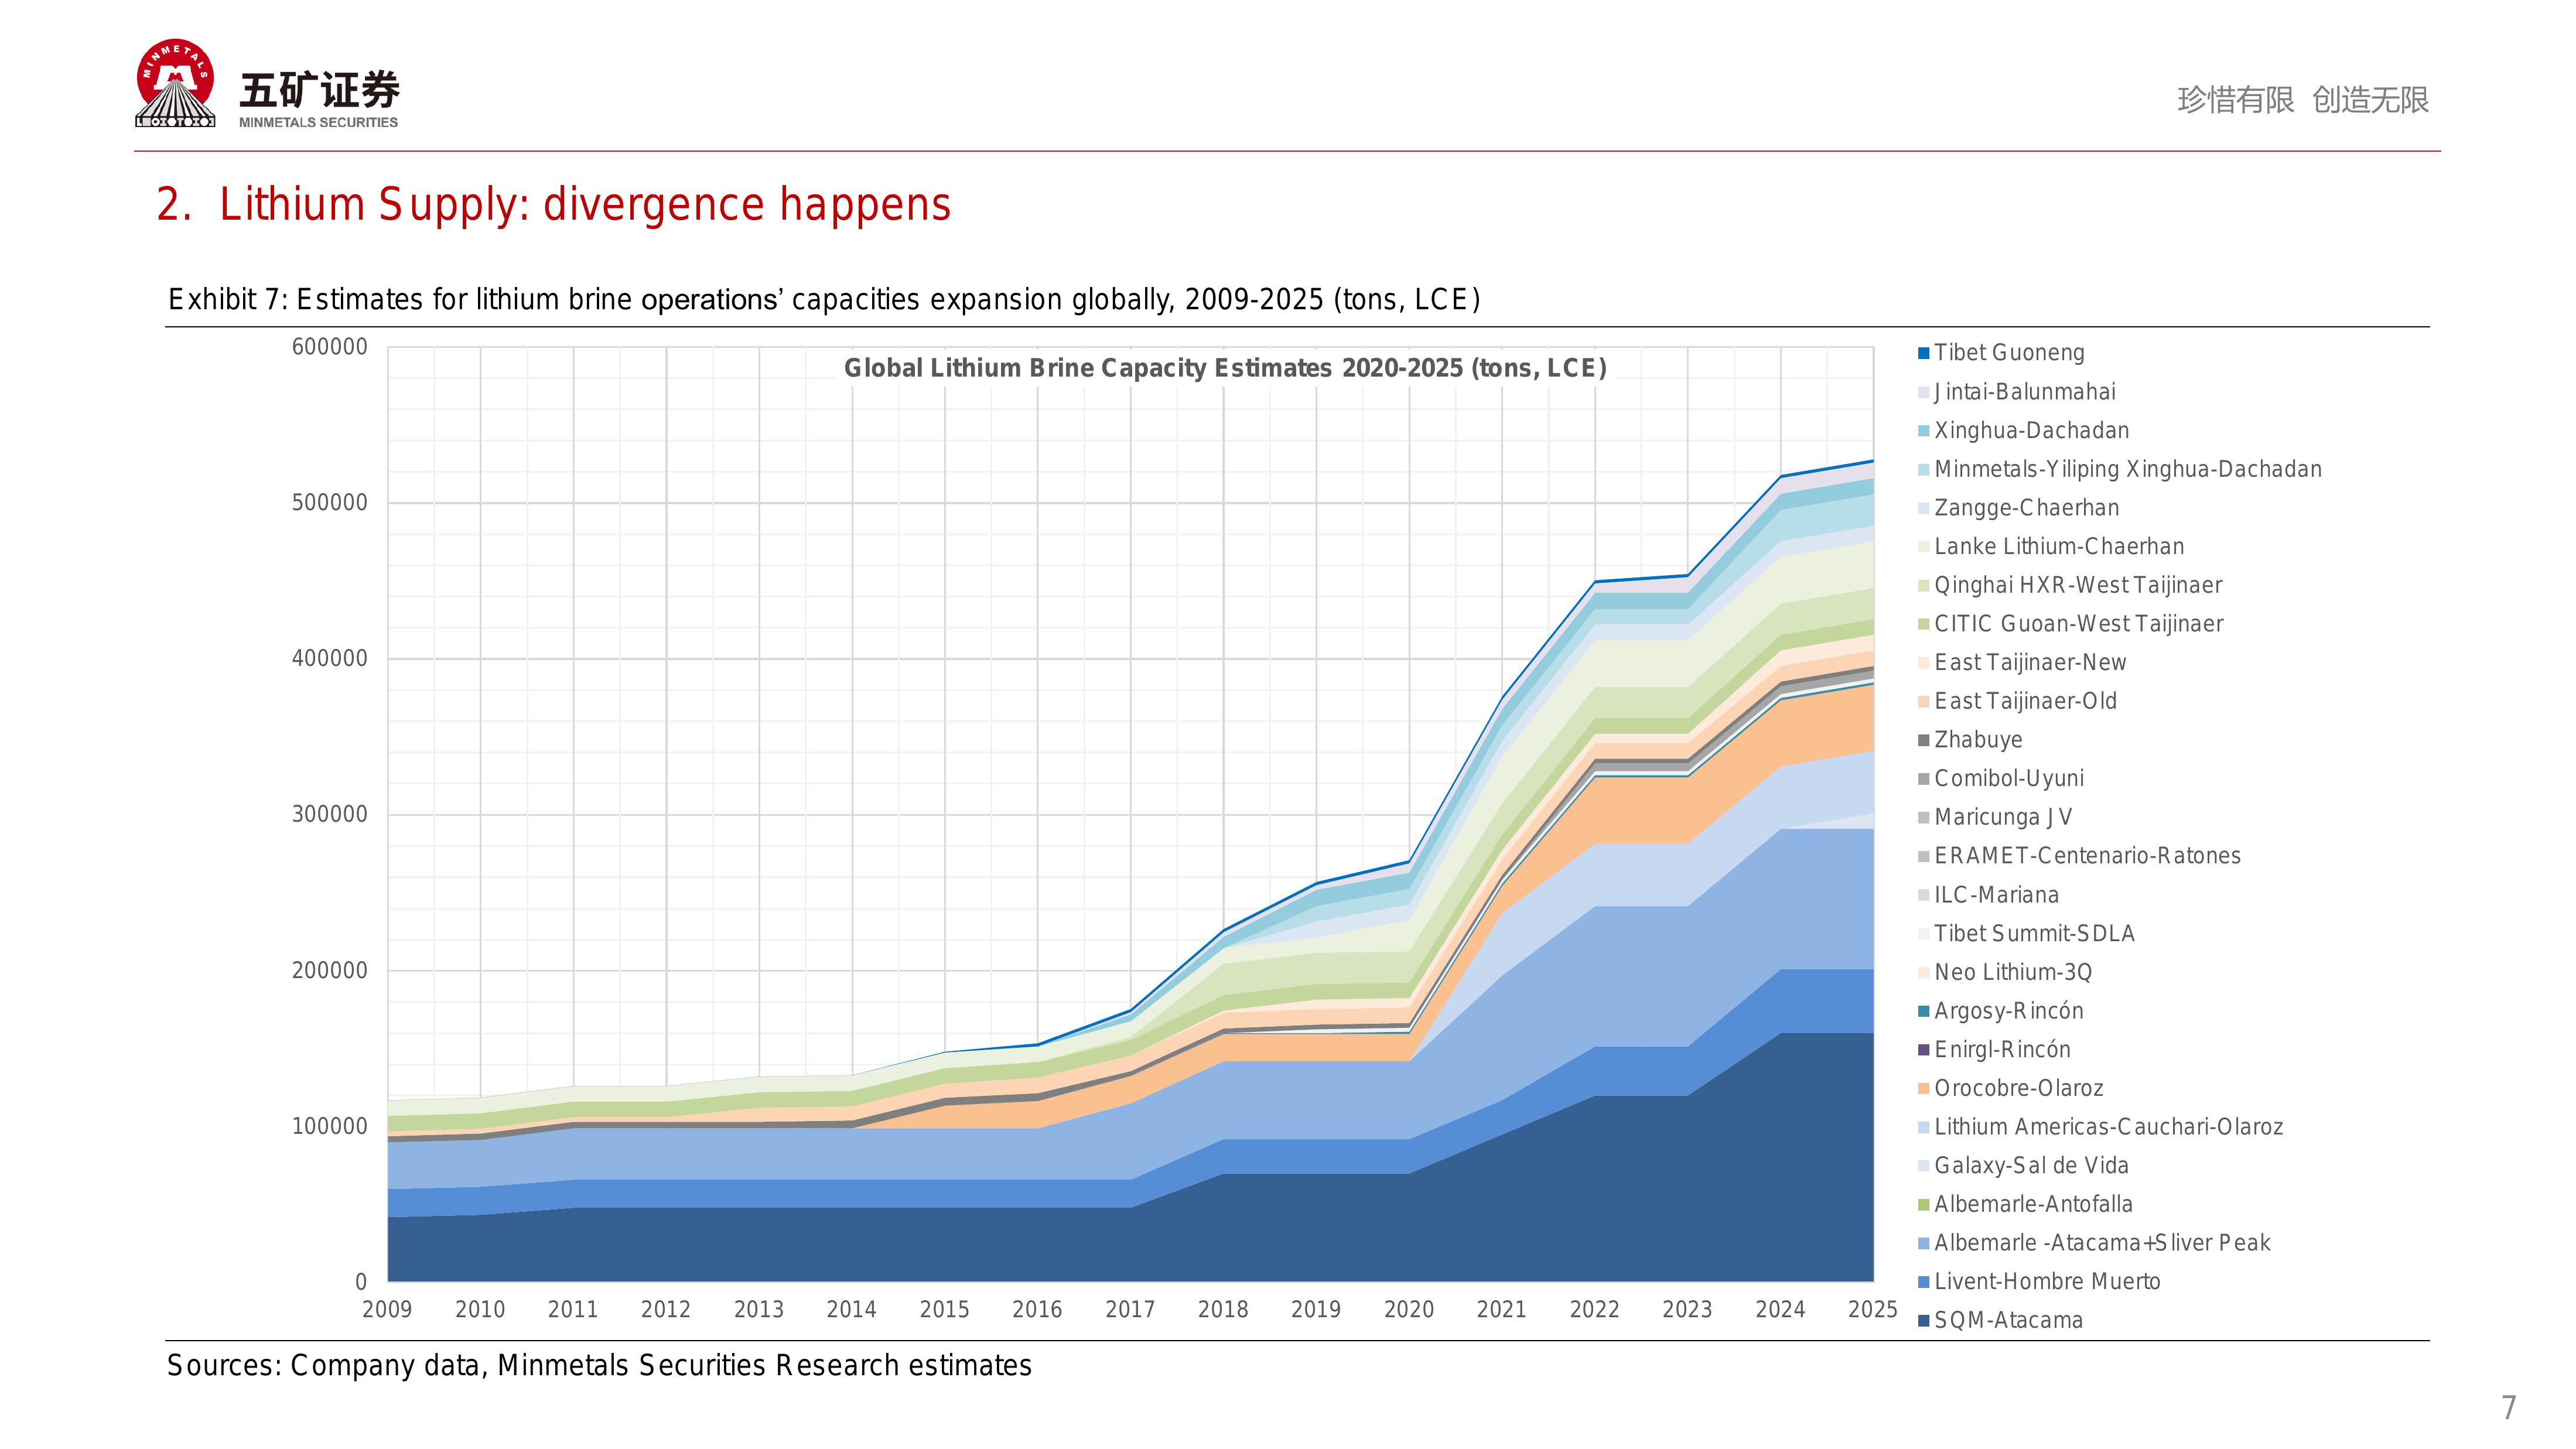 MINMETALS
五矿证券
MINMETALS SECURITIES
珍惜有限 创造无限
2. Lithium Supply: divergence happens
Exhibit 7: Estimates for lithium brine operations’ capacities expansion globally, 2009-2025 (tons, LCE)
Global Lithium Brine Capacity Estimates 2020-2025 (tons, LCE)
600000
500000
400000
300000
200000
100000
0
2009 2010 2011 2012 2013 2014 2015 2016 2017 2018 2019 2020 2021 2022 2023 2024 2025
Tibet Guoneng
Jintai-Balunmahai
Xinghua-Dachadan
Minmetals-Yiliping Xinghua-Dachadan
Zangge-Chaerhan
Lanke Lithium-Chaerhan
Qinghai HXR-West Taijinaer
CITIC Guoan-West Taijinaer
East Taijinaer-New
East Taijinaer-Old
Zhabuye
Comibol-Uyuni
Maricunga JV
ERAMET-Centenario-Ratones
ILC-Mariana
Tibet Summit-SDLA
Neo Lithium-3Q
Argosy-Rincón
Enirgl-Rincón
Orocobre-Olaroz
Lithium Americas-Cauchari-Olaroz
Galaxy-Sal de Vida
Albemarle-Antofalla
Albemarle -Atacama+Sliver Peak
Livent-Hombre Muerto
SQM-Atacama
Sources: Company data, Minmetals Securities Research estimates
7